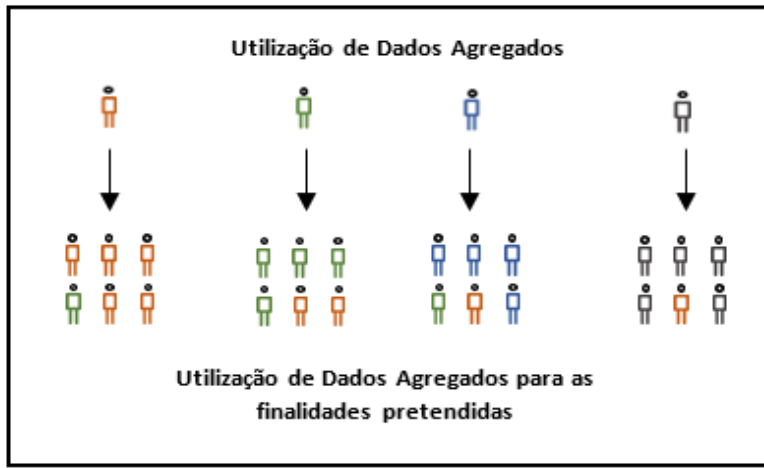 Utilização de Dados Agregados
Utilização de Dados Agregados para as
finalidades pretendidas